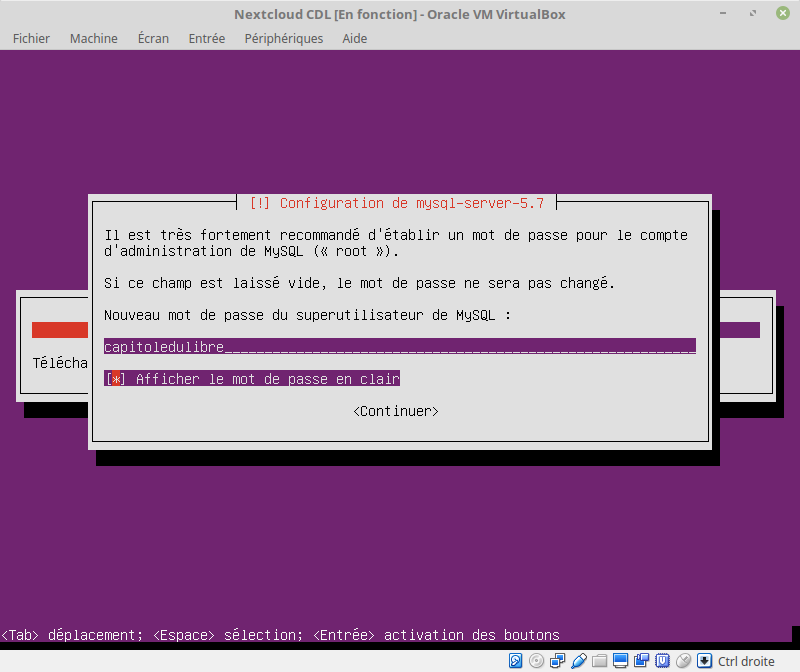 Nextcloud CDL [En fonction] - Oracle VM VirtualBox
Fichier Machine Écran Entrée Périphériques Aide
[!] Configuration de mysql-server-5.7
Il est très fortement recommandé d'établir un mot de passe pour le compte
d'administration de MySQL (« root »).
Si ce champ est laissé vide, le mot de passe ne sera pas changé.
Nouveau mot de passe du superutilisateur de MySQL :
capitoledulibre
Télécha
[*] Afficher le mot de passe en clair
<Continuer>
<Tab> déplacement; <Espace> sélection; <Entrée> activation des boutons
Ctrl droite